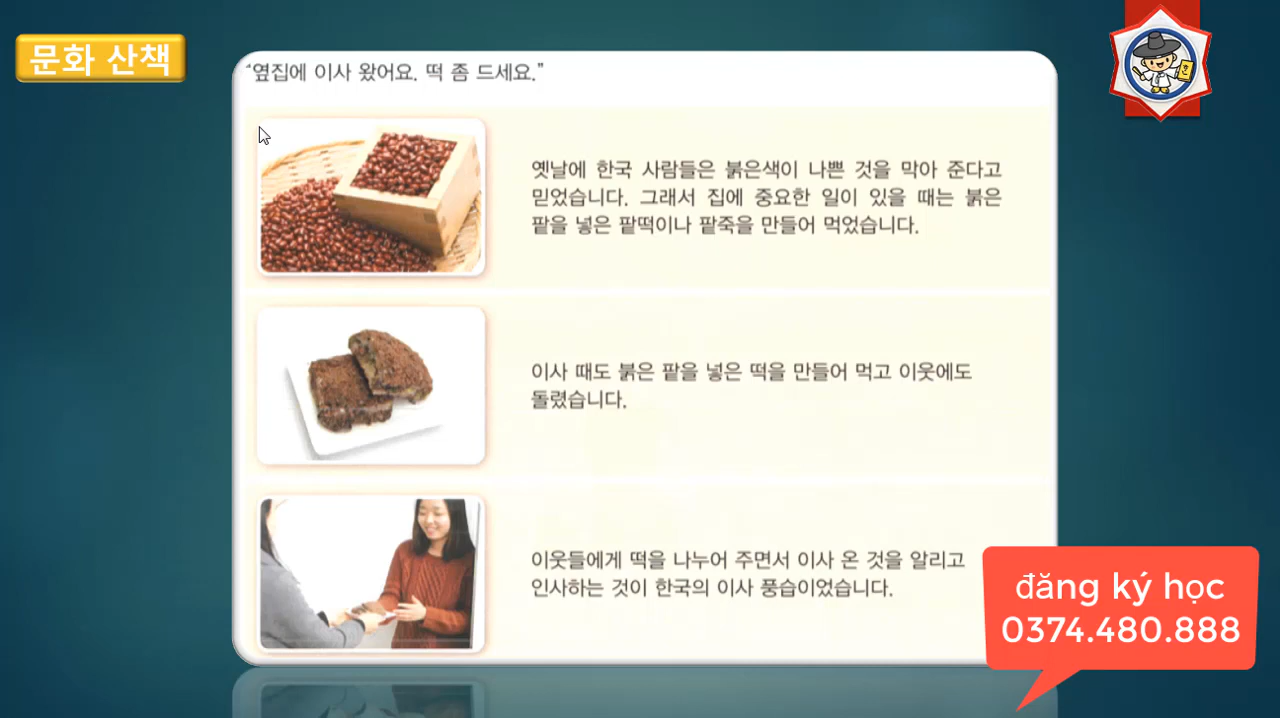 문화 산책
“옆집에 이사 왔어요. 떡 좀 드세요.”
옛날에 한국 사람들은 붉은색이 나쁜 것을 막아 준다고
믿었습니다. 그래서 집에 중요한 일이 있을 때는 붉은
팥을 넣은 팥떡이나 팥죽을 만들어 먹었습니다.
이사 때도 붉은 팥을 넣은 떡을 만들어 먹고 이웃에도
돌렸습니다.
이웃들에게 떡을 나누어 주면서 이사 온 것을 알리고
인사하는 것이 한국의 이사 풍습이었습니다.
đăng ký học
0374.480.888